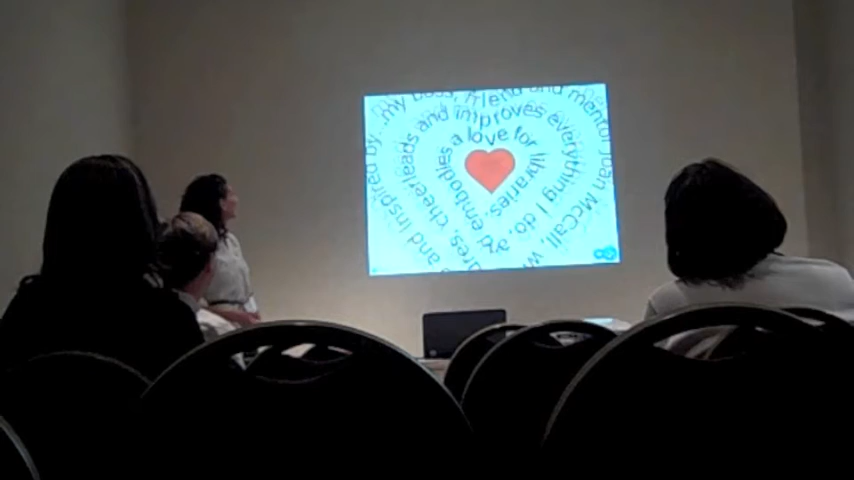 and inspired by... my boss, friend and mentor Joan McCall,
cheerleads and improves everything I do,
embodies a love for libraries,